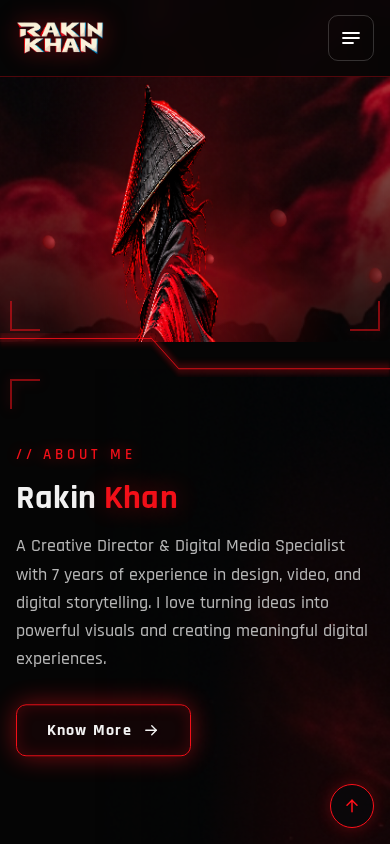 RAKIN
KHAN
// ABOUT ME
Rakin Khan
A Creative Director & Digital Media Specialist
with 7 years of experience in design, video, and
digital storytelling. I love turning ideas into
powerful visuals and creating meaningful digital
experiences.
Know More →